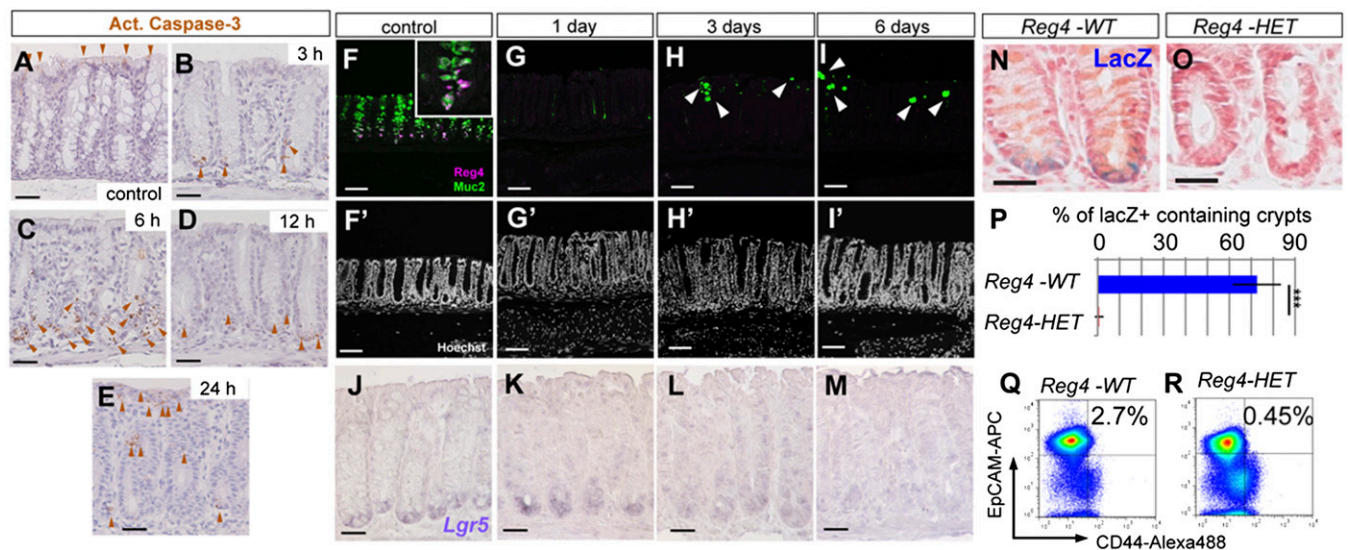 Act. Caspase-3
control
1 day
3 days
6 days
Reg4 -WT
Reg4 -HET
A
B
3 h
control
C
6 h
D
12 h
E
24 h
F
G
H
I
Reg4
Muc2
F'
G'
H'
I'
Hoechst
J
K
L
M
Lgr5
N
LacZ
O
P
% of lacZ+ containing crypts
0 30 60 90
Reg4 -WT
Reg4-HET
***
Q
Reg4 -WT
2.7%
R
Reg4-HET
0.45%
EpCAM-APC
CD44-Alexa488